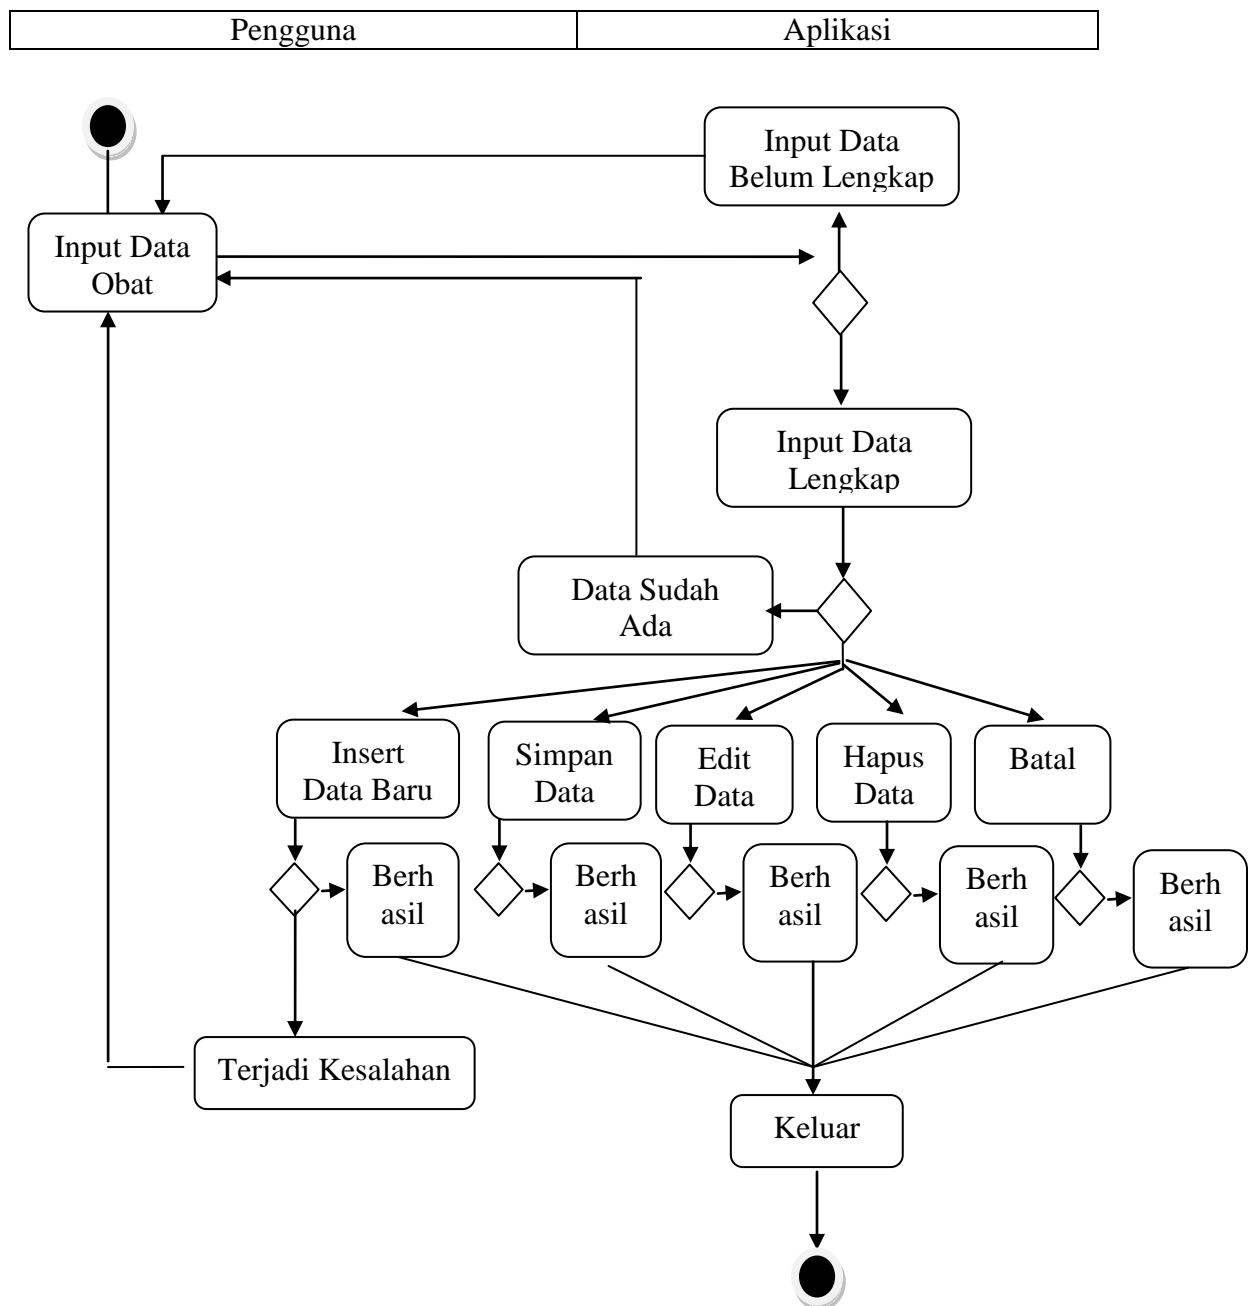 Pengguna
Aplikasi
Input Data
Belum Lengkap
Input Data
Obat
Input Data
Lengkap
Data Sudah
Ada
Insert
Data Baru
Simpan
Data
Edit
Data
Hapus
Data
Batal
Berh
asil
Berh
asil
Berh
asil
Berh
asil
Berh
asil
Terjadi Kesalahan
Keluar